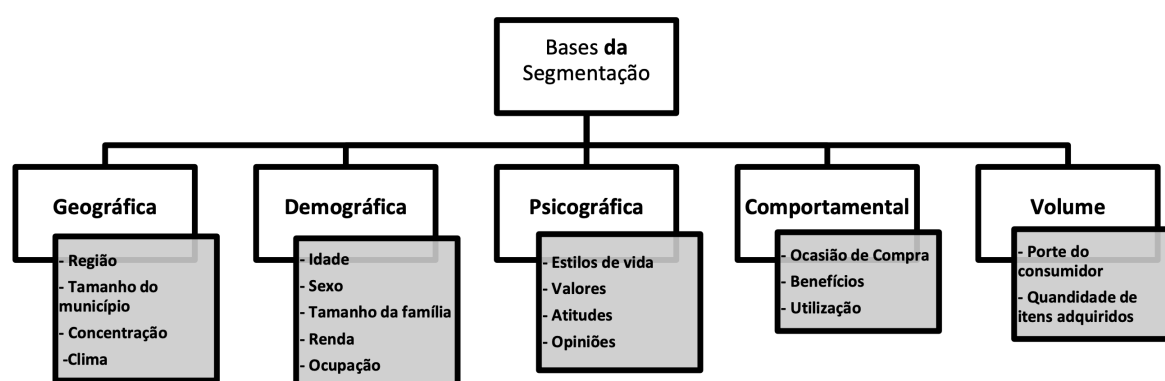 Bases da
Segmentação
Geográfica
- Região
- Tamanho do
município
- Concentração
-Clima
Demográfica
- Idade
- Sexo
- Tamanho da família
- Renda
- Ocupação
Psicográfica
- Estilos de vida
- Valores
- Atitudes
- Opiniões
Comportamental
- Ocasião de Compra
- Benefícios
- Utilização
Volume
- Porte do
consumidor
- Quandidade de
itens adquiridos